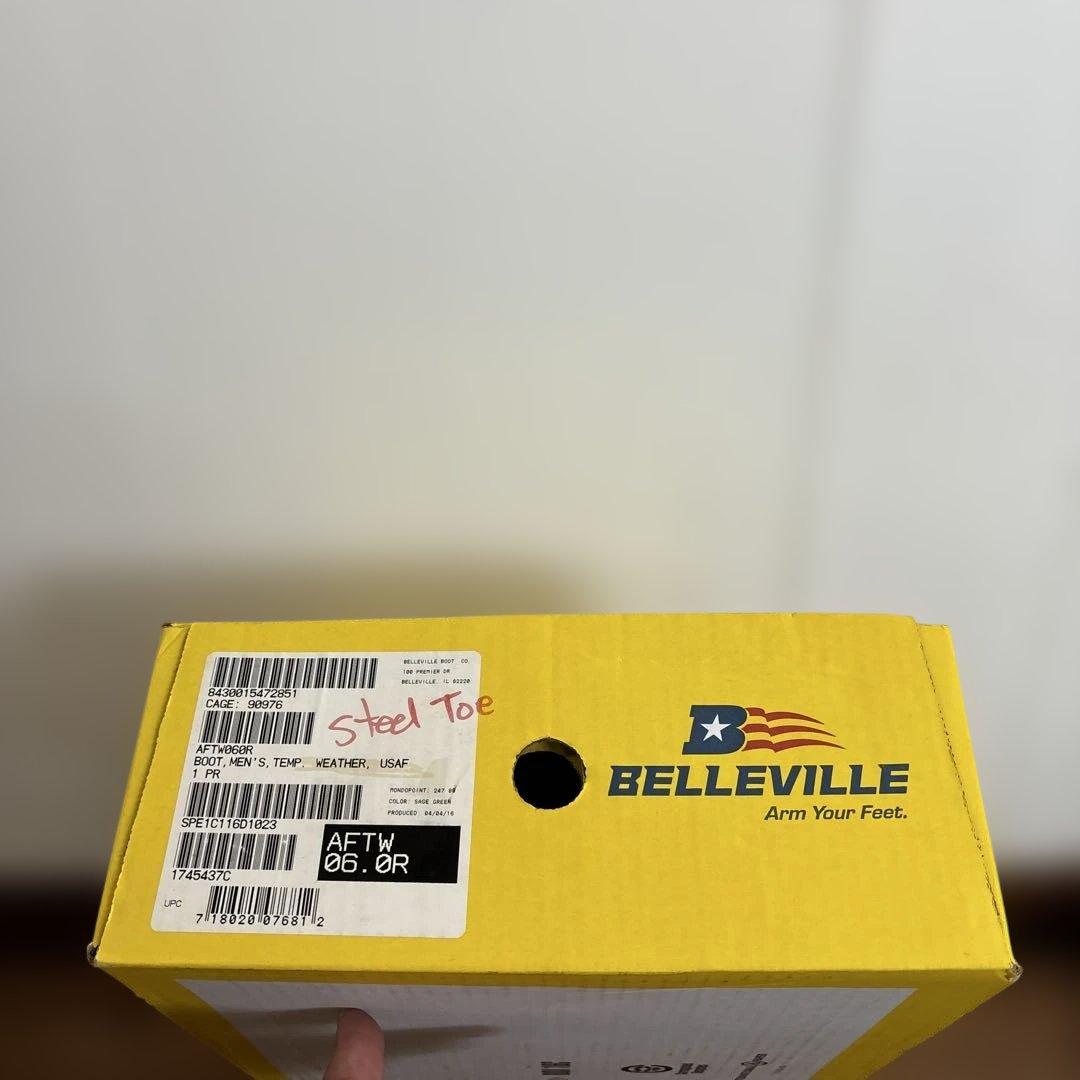 8430015472851
CAGE: 90976
BELLEVILLE BOOT CO.
100 PREMIER DR
BELLEVILLE, IL 62220
Steel Toe
AFTW060R
BOOT,MEN'S,TEMP. WEATHER, USAF
1 PR
MONDOPOINT: 247
COLOR: SAGE GREEN
PRODUCED 04/04/16
SPE1C116D1023
AFTW
06.0R
1745437C
UPC
7 18020 07681 2
B
BELLEVILLE
Arm Your Feet.